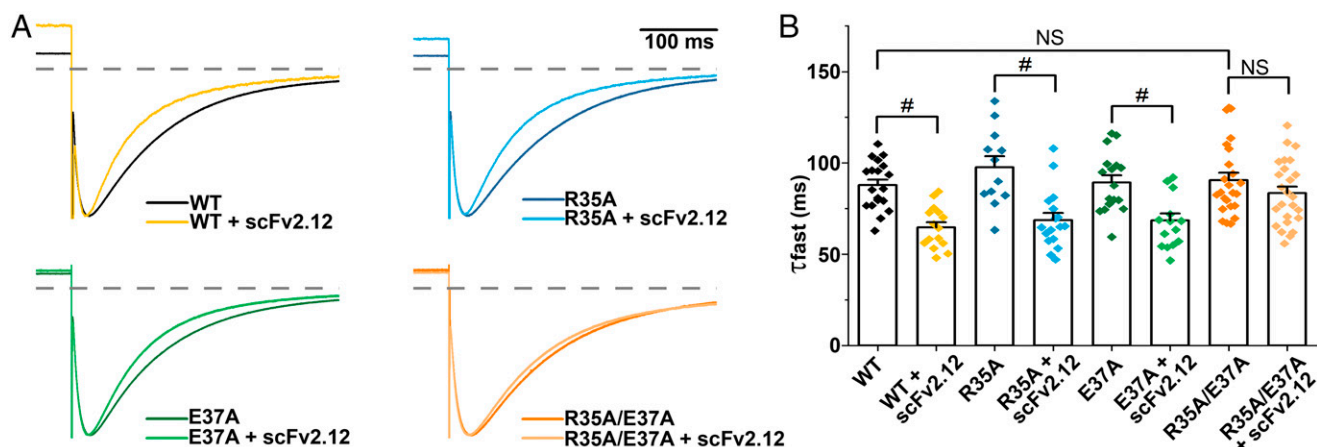 A
100 ms
WT
WT + scFv2.12
R35A
R35A + scFv2.12
E37A
E37A + scFv2.12
R35A/E37A
R35A/E37A + scFv2.12
B
NS
#
#
#
NS
150
100
50
0
τfast (ms)
WT
WT +
scFv2.12
R35A
R35A +
scFv2.12
E37A
E37A +
scFv2.12
R35A/E37A
R35A/E37A
+ scFv2.12